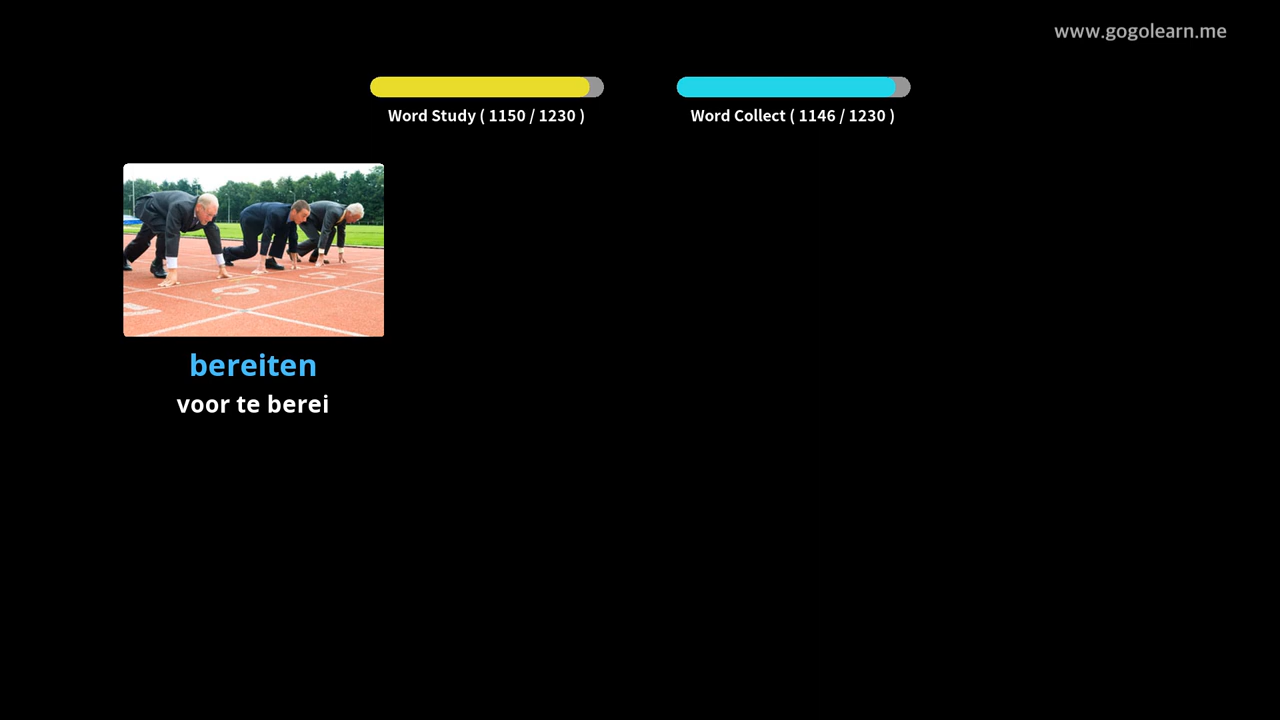 www.gogolearn.me
Word Study ( 1150 / 1230 )
Word Collect ( 1146 / 1230 )
bereiten
voor te berei